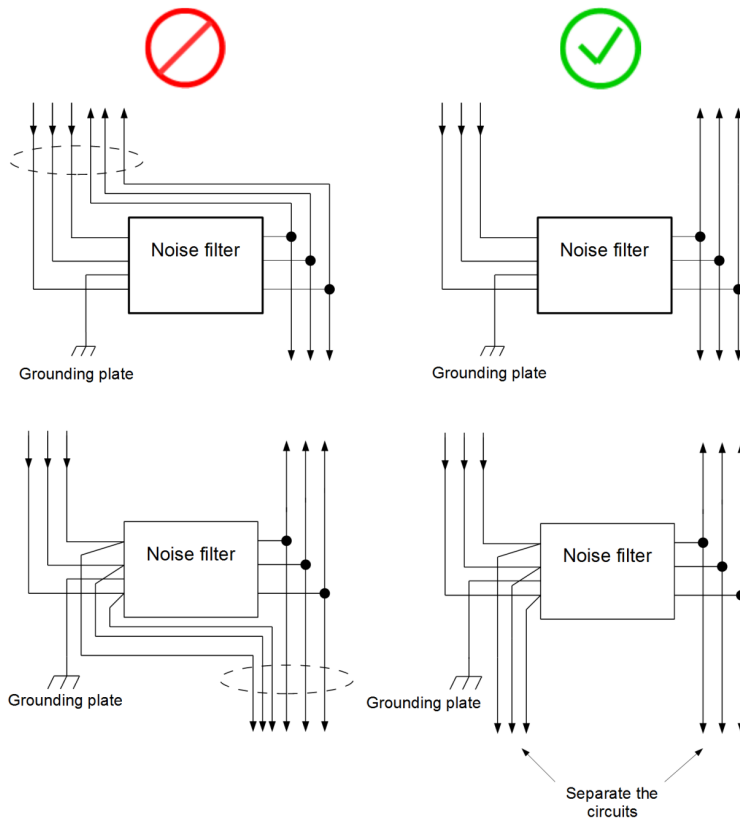 Noise filter
Noise filter
Grounding plate
Grounding plate
Noise filter
Noise filter
Grounding plate
Grounding plate
Separate the
circuits